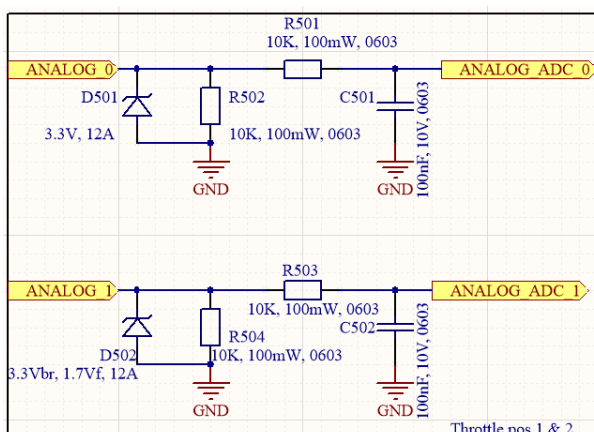 R501
10K, 100mW, 0603
ANALOG_0
ANALOG_ADC_0
D501
R502
C501
3.3V, 12A
10K, 100mW, 0603
100nF, 10V, 0603
GND
GND
R503
ANALOG_1
ANALOG_ADC_1
10K, 100mW, 0603
R504
C502
D502
10K, 100mW, 0603
3.3Vbr, 1.7Vf, 12A
100nF, 10V, 0603
GND
GND
Throttle pos 1 & 2